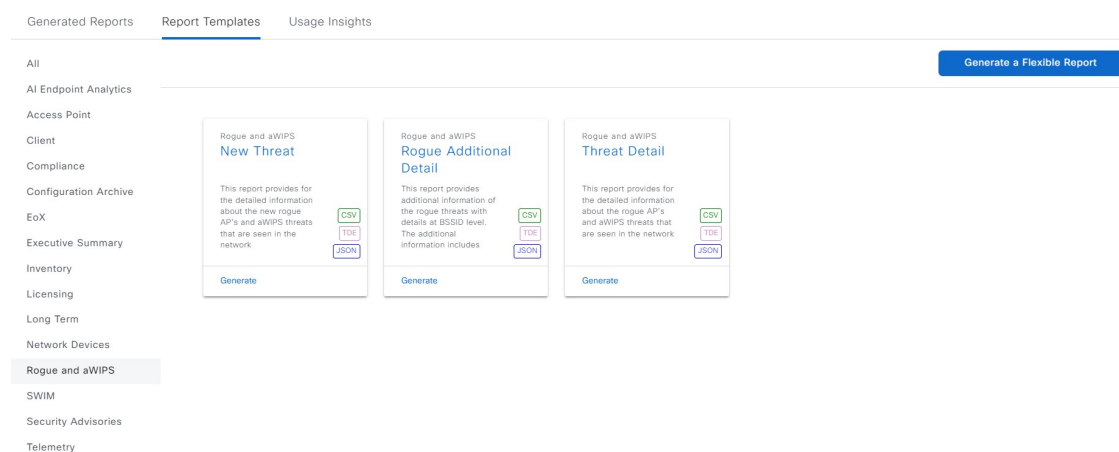 Generated Reports
Report Templates
Usage Insights
Generate a Flexible Report
All
AI Endpoint Analytics
Access Point
Client
Compliance
Configuration Archive
EoX
Executive Summary
Inventory
Licensing
Long Term
Network Devices
Rogue and aWIPS
SWIM
Security Advisories
Telemetry
Rogue and aWIPS
New Threat
This report provides for
the detailed information
about the new rogue
AP's and aWIPS threats
that are seen in the
network
CSV
TDE
JSON
Generate
Rogue and aWIPS
Rogue Additional
Detail
This report provides
additional information of
the rogue threats with
details at BSSID level.
The additional
information includes
CSV
TDE
JSON
Generate
Rogue and aWIPS
Threat Detail
This report provides for
the detailed information
about the rogue AP's
and aWIPS threats that
are seen in the network
CSV
TDE
JSON
Generate